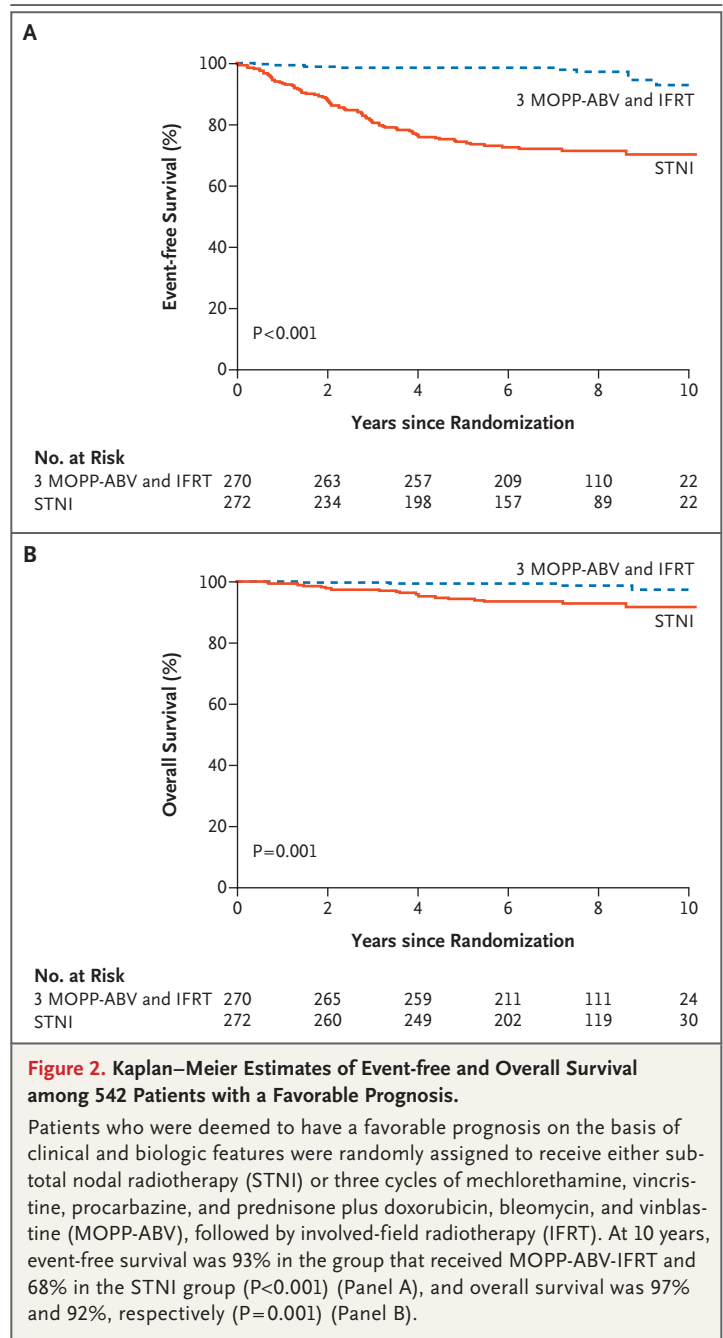 A
100
80
60
40
20
0
Event-free Survival (%)
3 MOPP-ABV and IFRT
STNI
P<0.001
0 2 4 6 8 10
Years since Randomization
No. at Risk
3 MOPP-ABV and IFRT 270 263 257 209 110 22
STNI 272 234 198 157 89 22
B
100
80
60
40
20
0
Overall Survival (%)
3 MOPP-ABV and IFRT
STNI
P=0.001
0 2 4 6 8 10
Years since Randomization
No. at Risk
3 MOPP-ABV and IFRT 270 265 259 211 111 24
STNI 272 260 249 202 119 30
Figure 2. Kaplan–Meier Estimates of Event-free and Overall Survival
among 542 Patients with a Favorable Prognosis.
Patients who were deemed to have a favorable prognosis on the basis of
clinical and biologic features were randomly assigned to receive either sub-
total nodal radiotherapy (STNI) or three cycles of mechlorethamine, vincris-
tine, procarbazine, and prednisone plus doxorubicin, bleomycin, and vinblas-
tine (MOPP-ABV), followed by involved-field radiotherapy (IFRT). At 10 years,
event-free survival was 93% in the group that received MOPP-ABV-IFRT and
68% in the STNI group (P<0.001) (Panel A), and overall survival was 97%
and 92%, respectively (P=0.001) (Panel B).